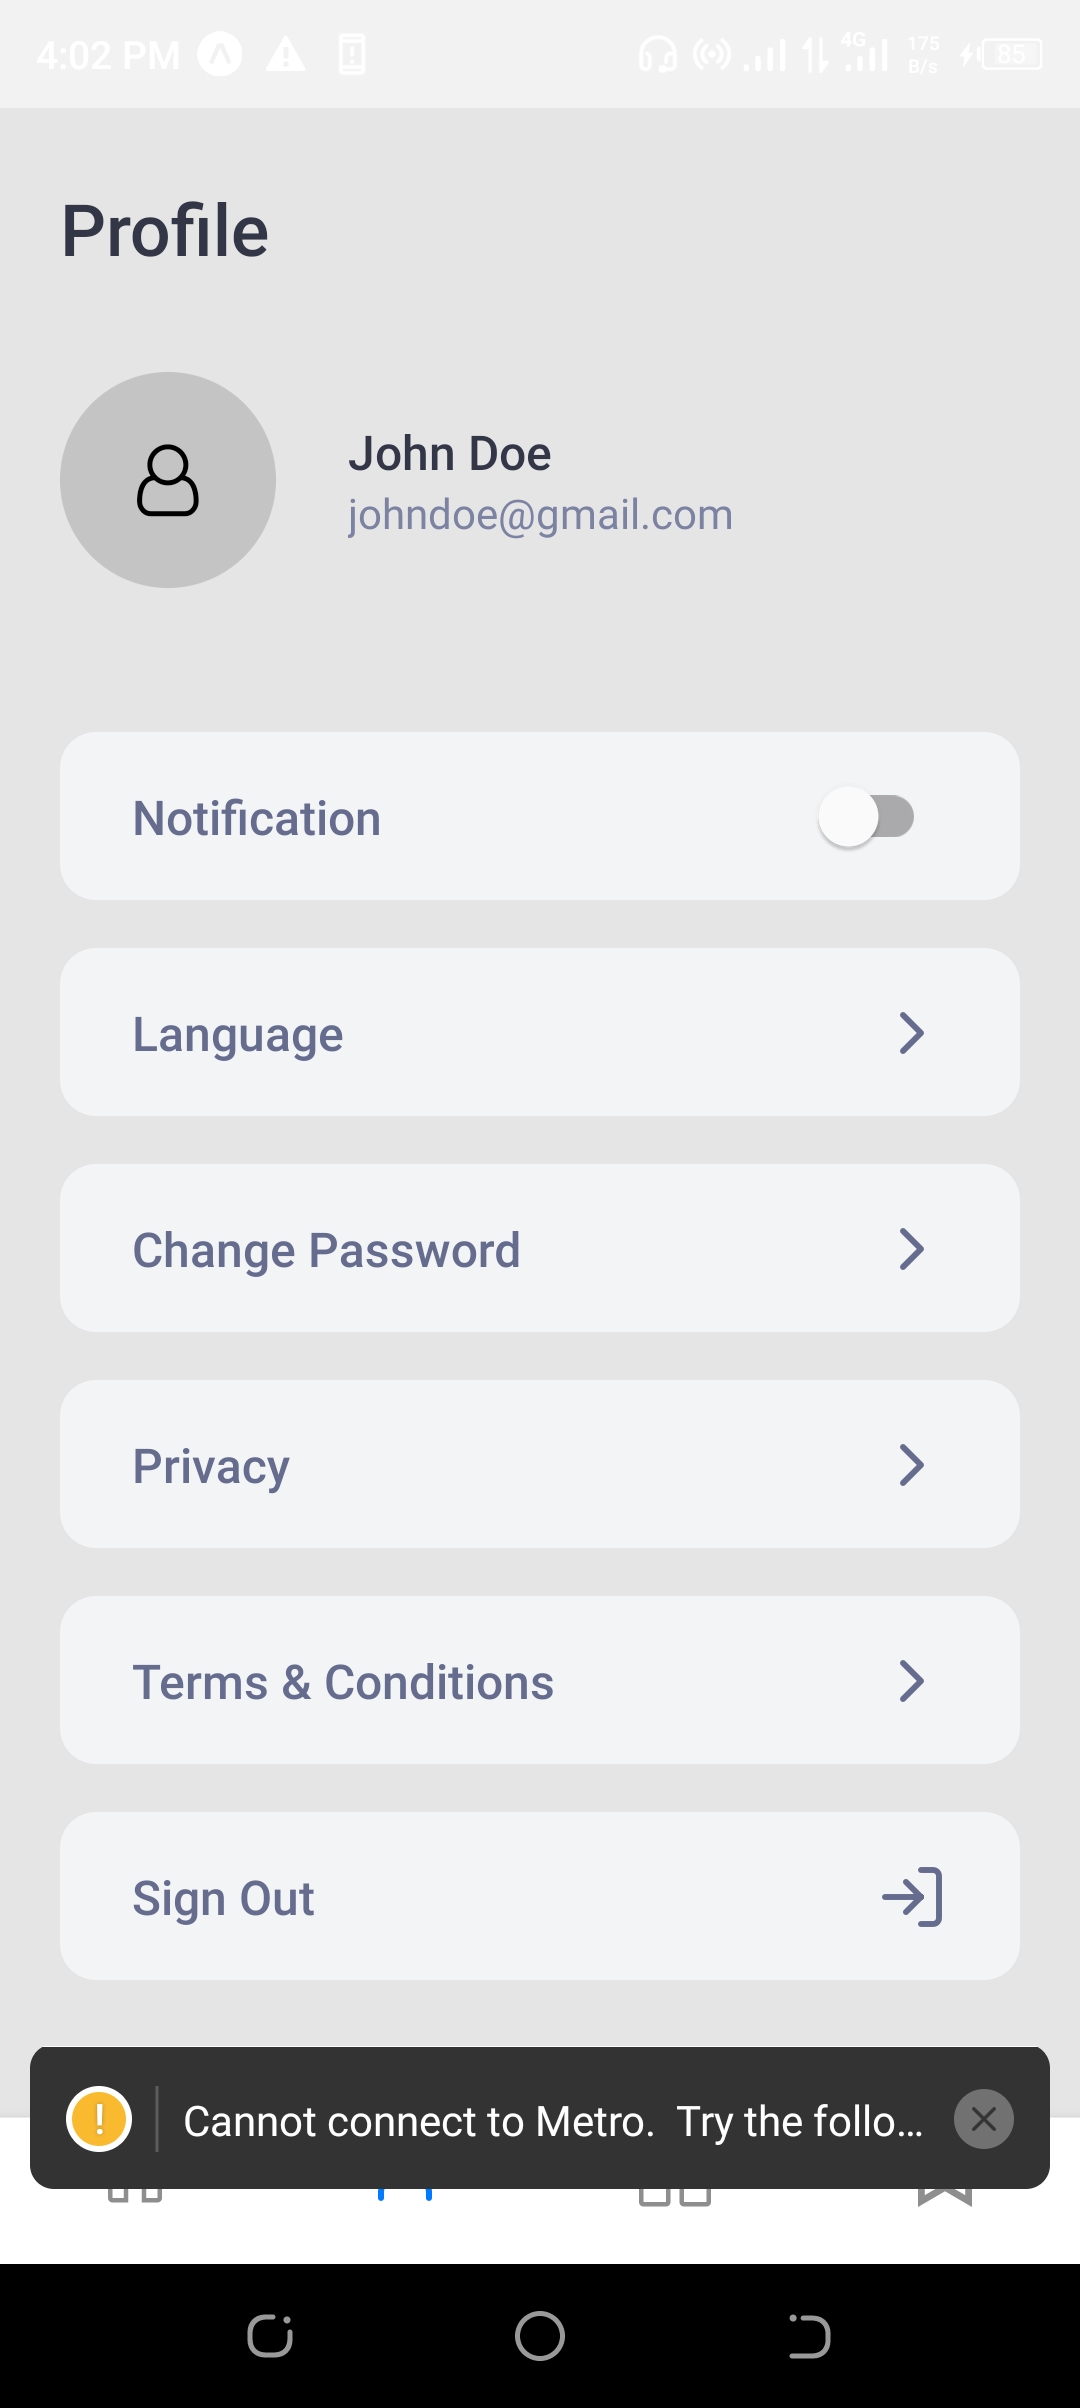 4:02 PM
4G
175
B/s
85
Profile
John Doe
johndoe@gmail.com
Notification
Language
Change Password
Privacy
Terms & Conditions
Sign Out
Cannot connect to Metro.  Try the follo...